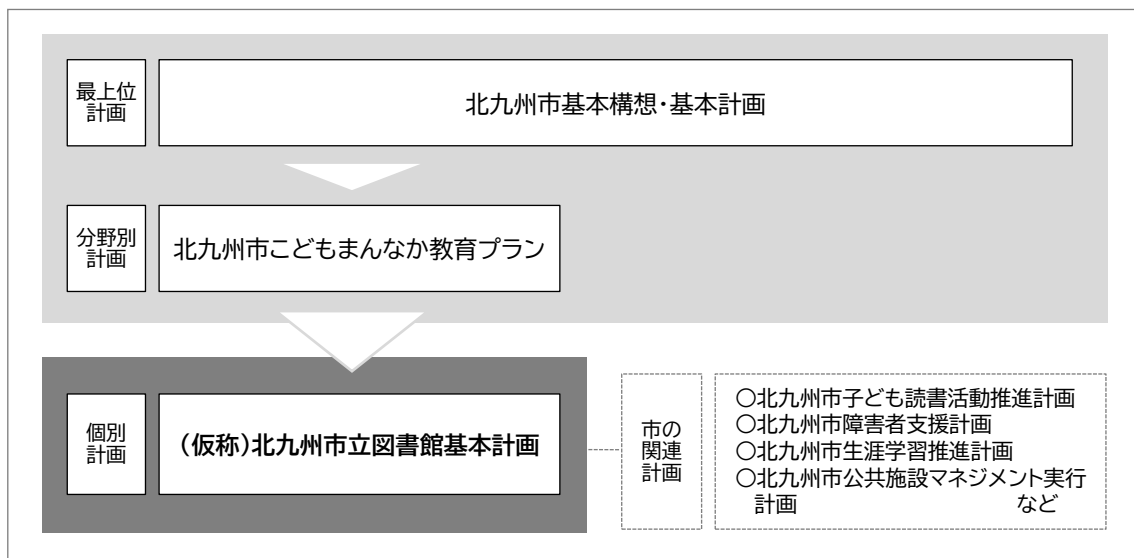 最上位
計画
北九州市基本構想・基本計画
分野別
計画
北九州市こどもまんなか教育プラン
個別
計画
(仮称)北九州市立図書館基本計画
市の
関連
計画
○北九州市子ども読書活動推進計画
○北九州市障害者支援計画
○北九州市生涯学習推進計画
○北九州市公共施設マネジメント実行
計画 など